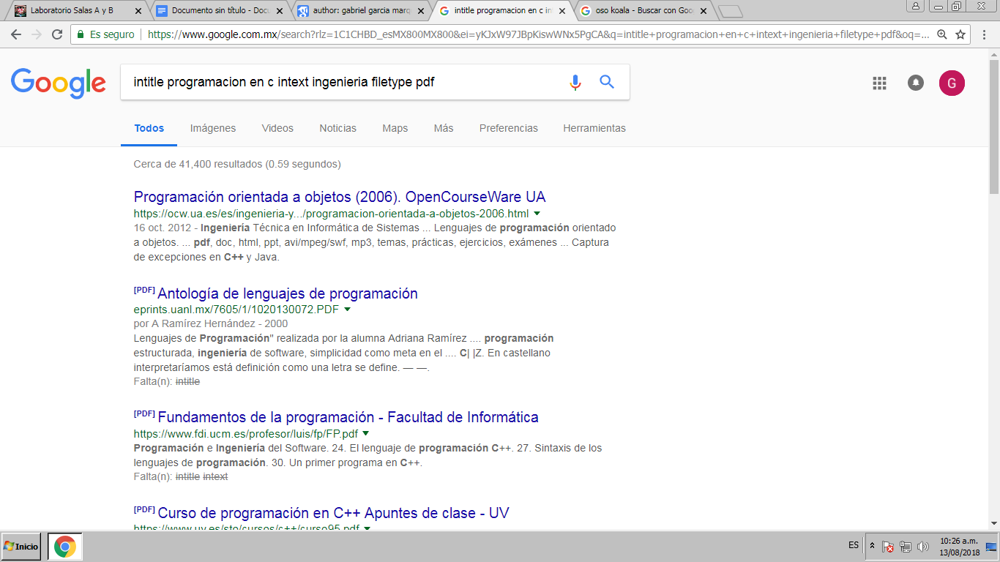 Laboratorio Salas A y B
Documento sin título - Docu
author: gabriel garcia marq
intitle programacion en c in
oso koala - Buscar con Goo
Es seguro
https://www.google.com.mx/search?rlz=1C1CHBD_esMX800MX800&ei=yKJxW97JBpKiswWNx5PgCA&q=intitle+programacion+en+c+intext+ingenieria+filetype+pdf&oq=...
Google
intitle programacion en c intext ingenieria filetype pdf
G
Todos
Imágenes
Videos
Noticias
Maps
Más
Preferencias
Herramientas
Cerca de 41,400 resultados (0.59 segundos)
Programación orientada a objetos (2006). OpenCourseWare UA
https://ocw.ua.es/es/ingenieria-y.../programacion-orientada-a-objetos-2006.html
16 oct. 2012 - Ingeniería Técnica en Informática de Sistemas ... Lenguajes de programación orientado
a objetos. ... pdf, doc, html, ppt, avi/mpeg/swf, mp3, temas, prácticas, ejercicios, exámenes ... Captura
de excepciones en C++ y Java.
[PDF] Antología de lenguajes de programación
eprints.uanl.mx/7605/1/1020130072.PDF
por A Ramírez Hernández - 2000
Lenguajes de Programación" realizada por la alumna Adriana Ramírez .... programación
estructurada, ingeniería de software, simplicidad como meta en el .... C| |Z. En castellano
interpretaríamos está definición como una letra se define. — —.
Falta(n): intitle
[PDF] Fundamentos de la programación - Facultad de Informática
https://www.fdi.ucm.es/profesor/luis/fp/FP.pdf
Programación e Ingeniería del Software. 24. El lenguaje de programación C++. 27. Sintaxis de los
lenguajes de programación. 30. Un primer programa en C++.
Falta(n): intitle intext
[PDF] Curso de programación en C++ Apuntes de clase - UV
https://www.uv.es/sto/cursos/c++/curso95.pdf
Inicio
ES
10:26 a.m.
13/08/2018